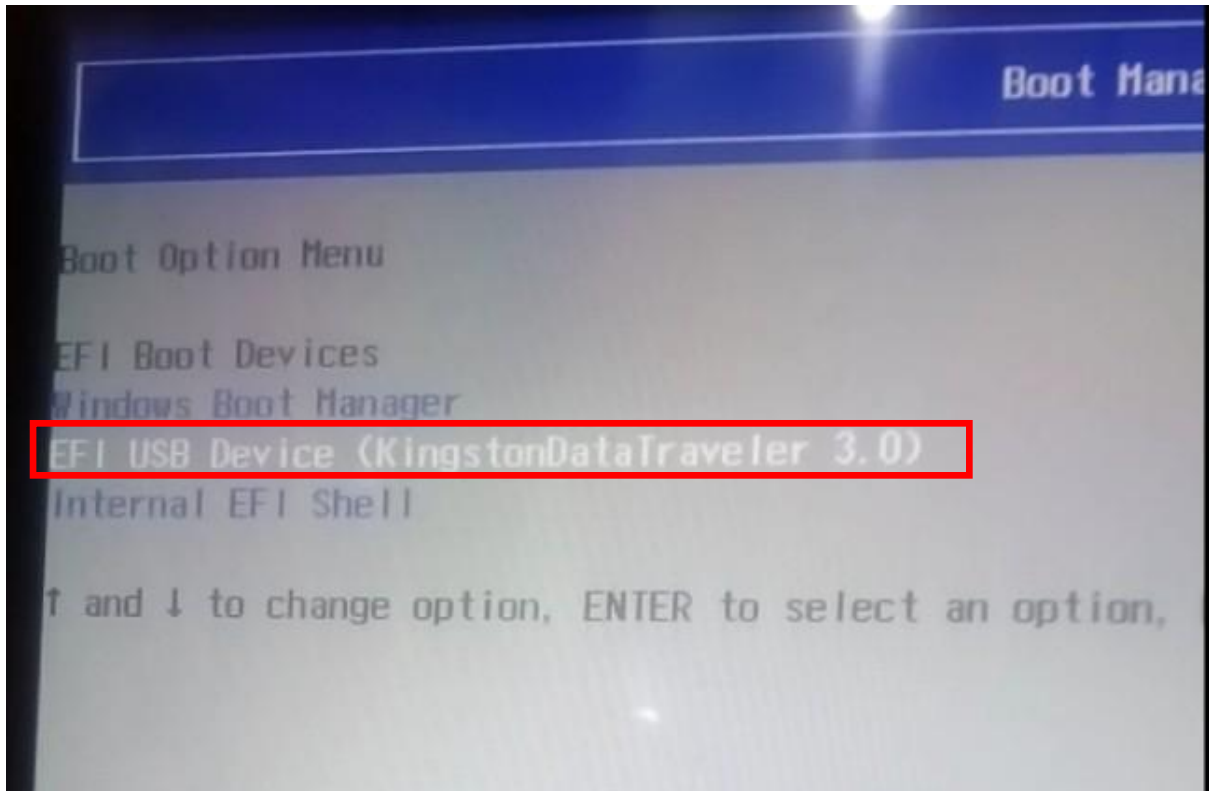 Boot Mana
Boot Option Menu
EFI Boot Devices
Windows Boot Manager
EFI USB Device (KingstonDataTraveler 3.0)
Internal EFI Shell
↑ and ↓ to change option, ENTER to select an option,